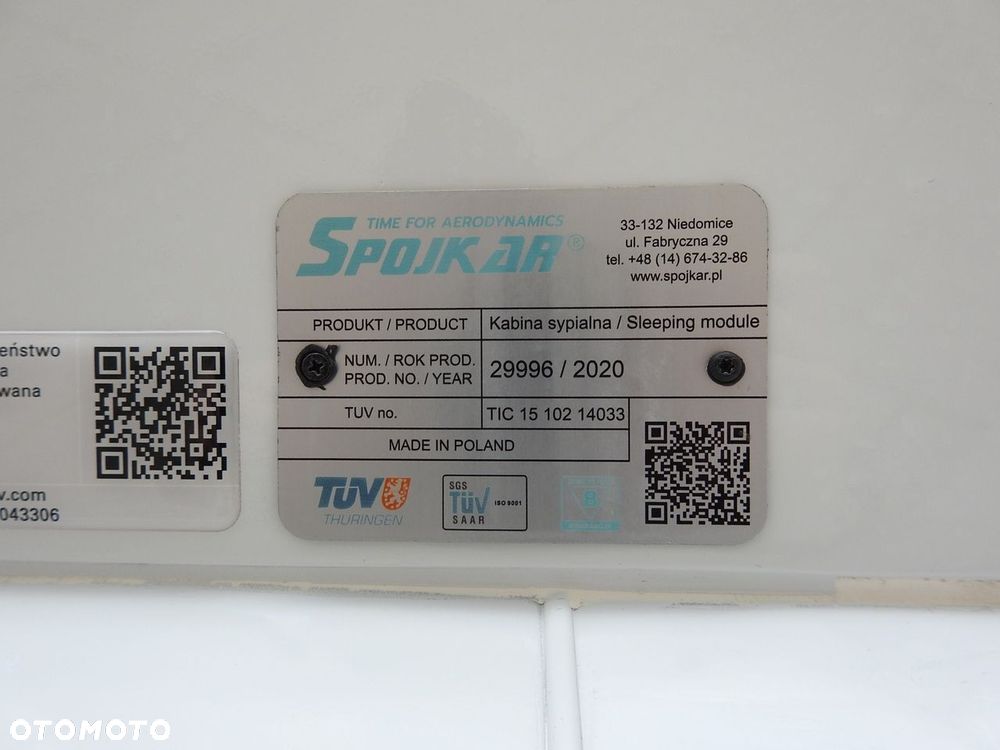 TIME FOR AERODYNAMICS
SPOJKAR®
33-132 Niedomice
ul. Fabryczna 29
tel. +48 (14) 674-32-86
www.spojkar.pl
PRODUKT / PRODUCT
Kabina sypialna / Sleeping module
NUM. / ROK PROD.
PROD. NO. / YEAR
29996 / 2020
TUV no.
TIC 15 102 14033
MADE IN POLAND
TÜV
THÜRINGEN
SGS
TÜV
SAAR
ISO 9001
8
eństwo
a
wana
v.com
043306
OTOMOTO